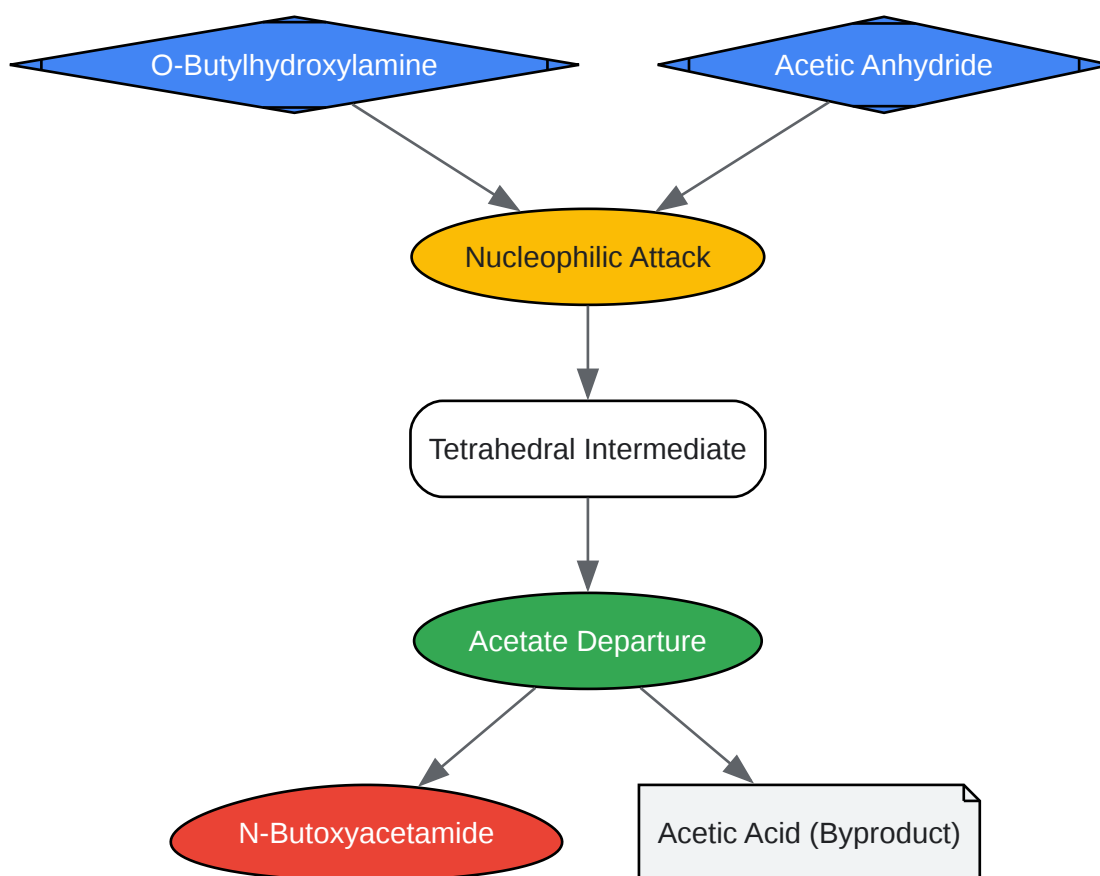 O-Butylhydroxylamine
Acetic Anhydride
Nucleophilic Attack
Tetrahedral Intermediate
Acetate Departure
N-Butoxyacetamide
Acetic Acid (Byproduct)